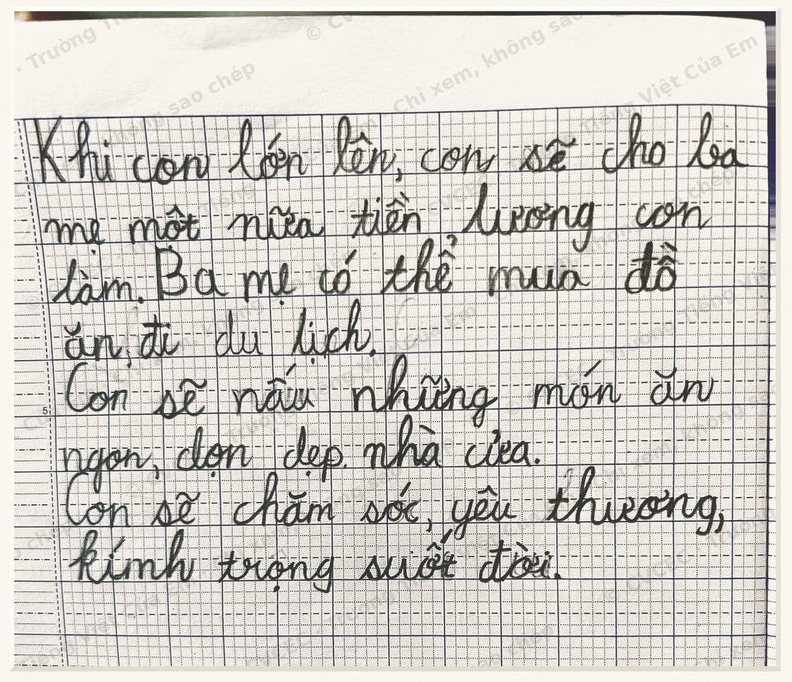 Khi con lớn lên, con sẽ cho ba
mẹ một nữa tiền lương con
làm. Ba mẹ có thể mua đồ
ăn, đi du lịch.
Con sẽ nấu những món ăn
ngon, dọn dẹp nhà cửa.
Con sẽ chăm sóc, yêu thương,
kính trọng suốt đời.